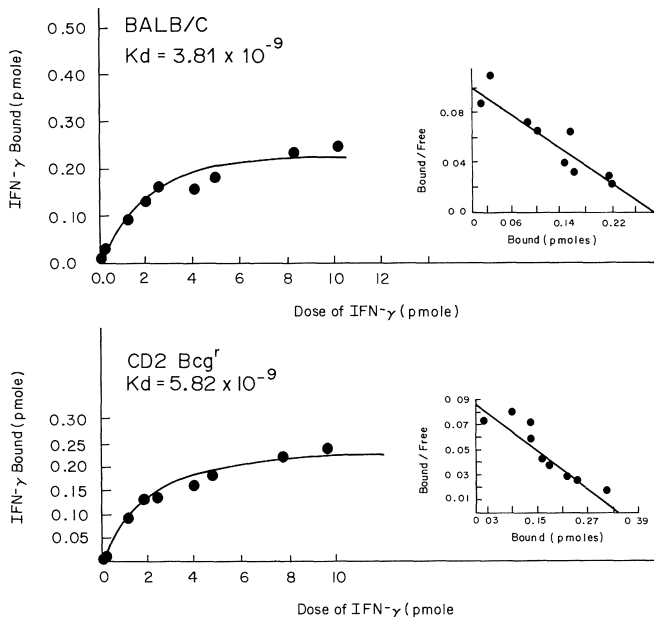 BALB/C
Kd = 3.81 x 10⁻⁹
IFN-γ Bound (pmole)
0.50
0.40
0.30
0.20
0.10
0.0
0.0 2 4 6 8 10 12
Dose of IFN-γ (pmole)
Bound/Free
0.08
0.04
0 0
0 0 06 0.14 0.22
Bound (pmoles)
CD2 Bcgʳ
Kd = 5.82 x 10⁻⁹
IFN-γ Bound (pmole)
0.30
0.25
0.20
0.15
0.10
0.05
0 2 4 6 8 10
Dose of IFN-γ (pmole
Bound / Free
0 09
0.07
0.05
0 03
0.01
0 03 0.15 0.27 0 39
Bound (pmoles)